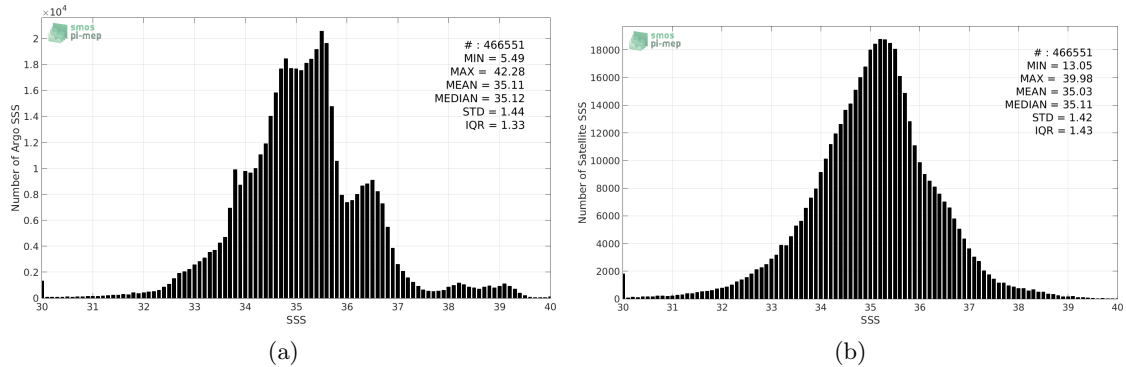 ×10⁴
smos
pi-mep
# : 466551
MIN = 5.49
MAX = 42.28
MEAN = 35.11
MEDIAN = 35.12
STD = 1.44
IQR = 1.33
Number of Argo SSS
2
1.8
1.6
1.4
1.2
1
0.8
0.6
0.4
0.2
0
30 31 32 33 34 35 36 37 38 39 40
SSS
(a)
smos
pi-mep
# : 466551
MIN = 13.05
MAX = 39.98
MEAN = 35.03
MEDIAN = 35.11
STD = 1.42
IQR = 1.43
Number of Satellite SSS
18000
16000
14000
12000
10000
8000
6000
4000
2000
0
30 31 32 33 34 35 36 37 38 39 40
SSS
(b)